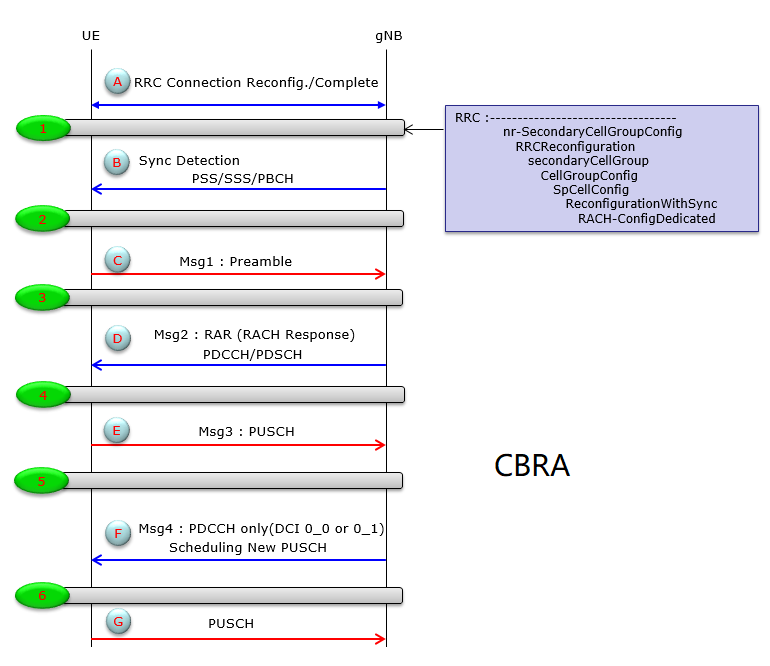 UE
gNB
A
RRC Connection Reconfig./Complete
1
RRC :----------------------------------
nr-SecondaryCellGroupConfig
RRCReconfiguration
secondaryCellGroup
CellGroupConfig
SpCellConfig
ReconfigurationWithSync
RACH-ConfigDedicated
B
Sync Detection
PSS/SSS/PBCH
2
C
Msg1 : Preamble
3
D
Msg2 : RAR (RACH Response)
PDCCH/PDSCH
4
E
Msg3 : PUSCH
CBRA
5
F
Msg4 : PDCCH only(DCI 0_0 or 0_1)
Scheduling New PUSCH
6
G
PUSCH